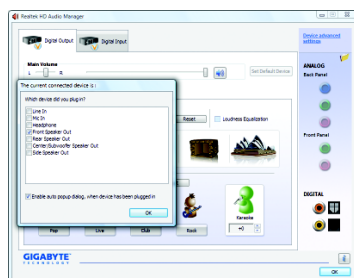 Realtek HD Audio Manager
Digital Output
Digital Input
Device advanced settings
Main Volume
L
R
Set Default Device
ANALOG
Back Panel
The current connected device is :
Which device did you plug in?
Line In
Mic In
Headphone
Front Speaker Out
Rear Speaker Out
Center/Subwoofer Speaker Out
Side Speaker Out
Reset
Loudness Equalization
Front Panel
Enable auto popup dialog, when device has been plugged in
OK
DIGITAL
Karaoke
Pop
Live
Club
Rock
+0
GIGABYTE
TECHNOLOGY
OK